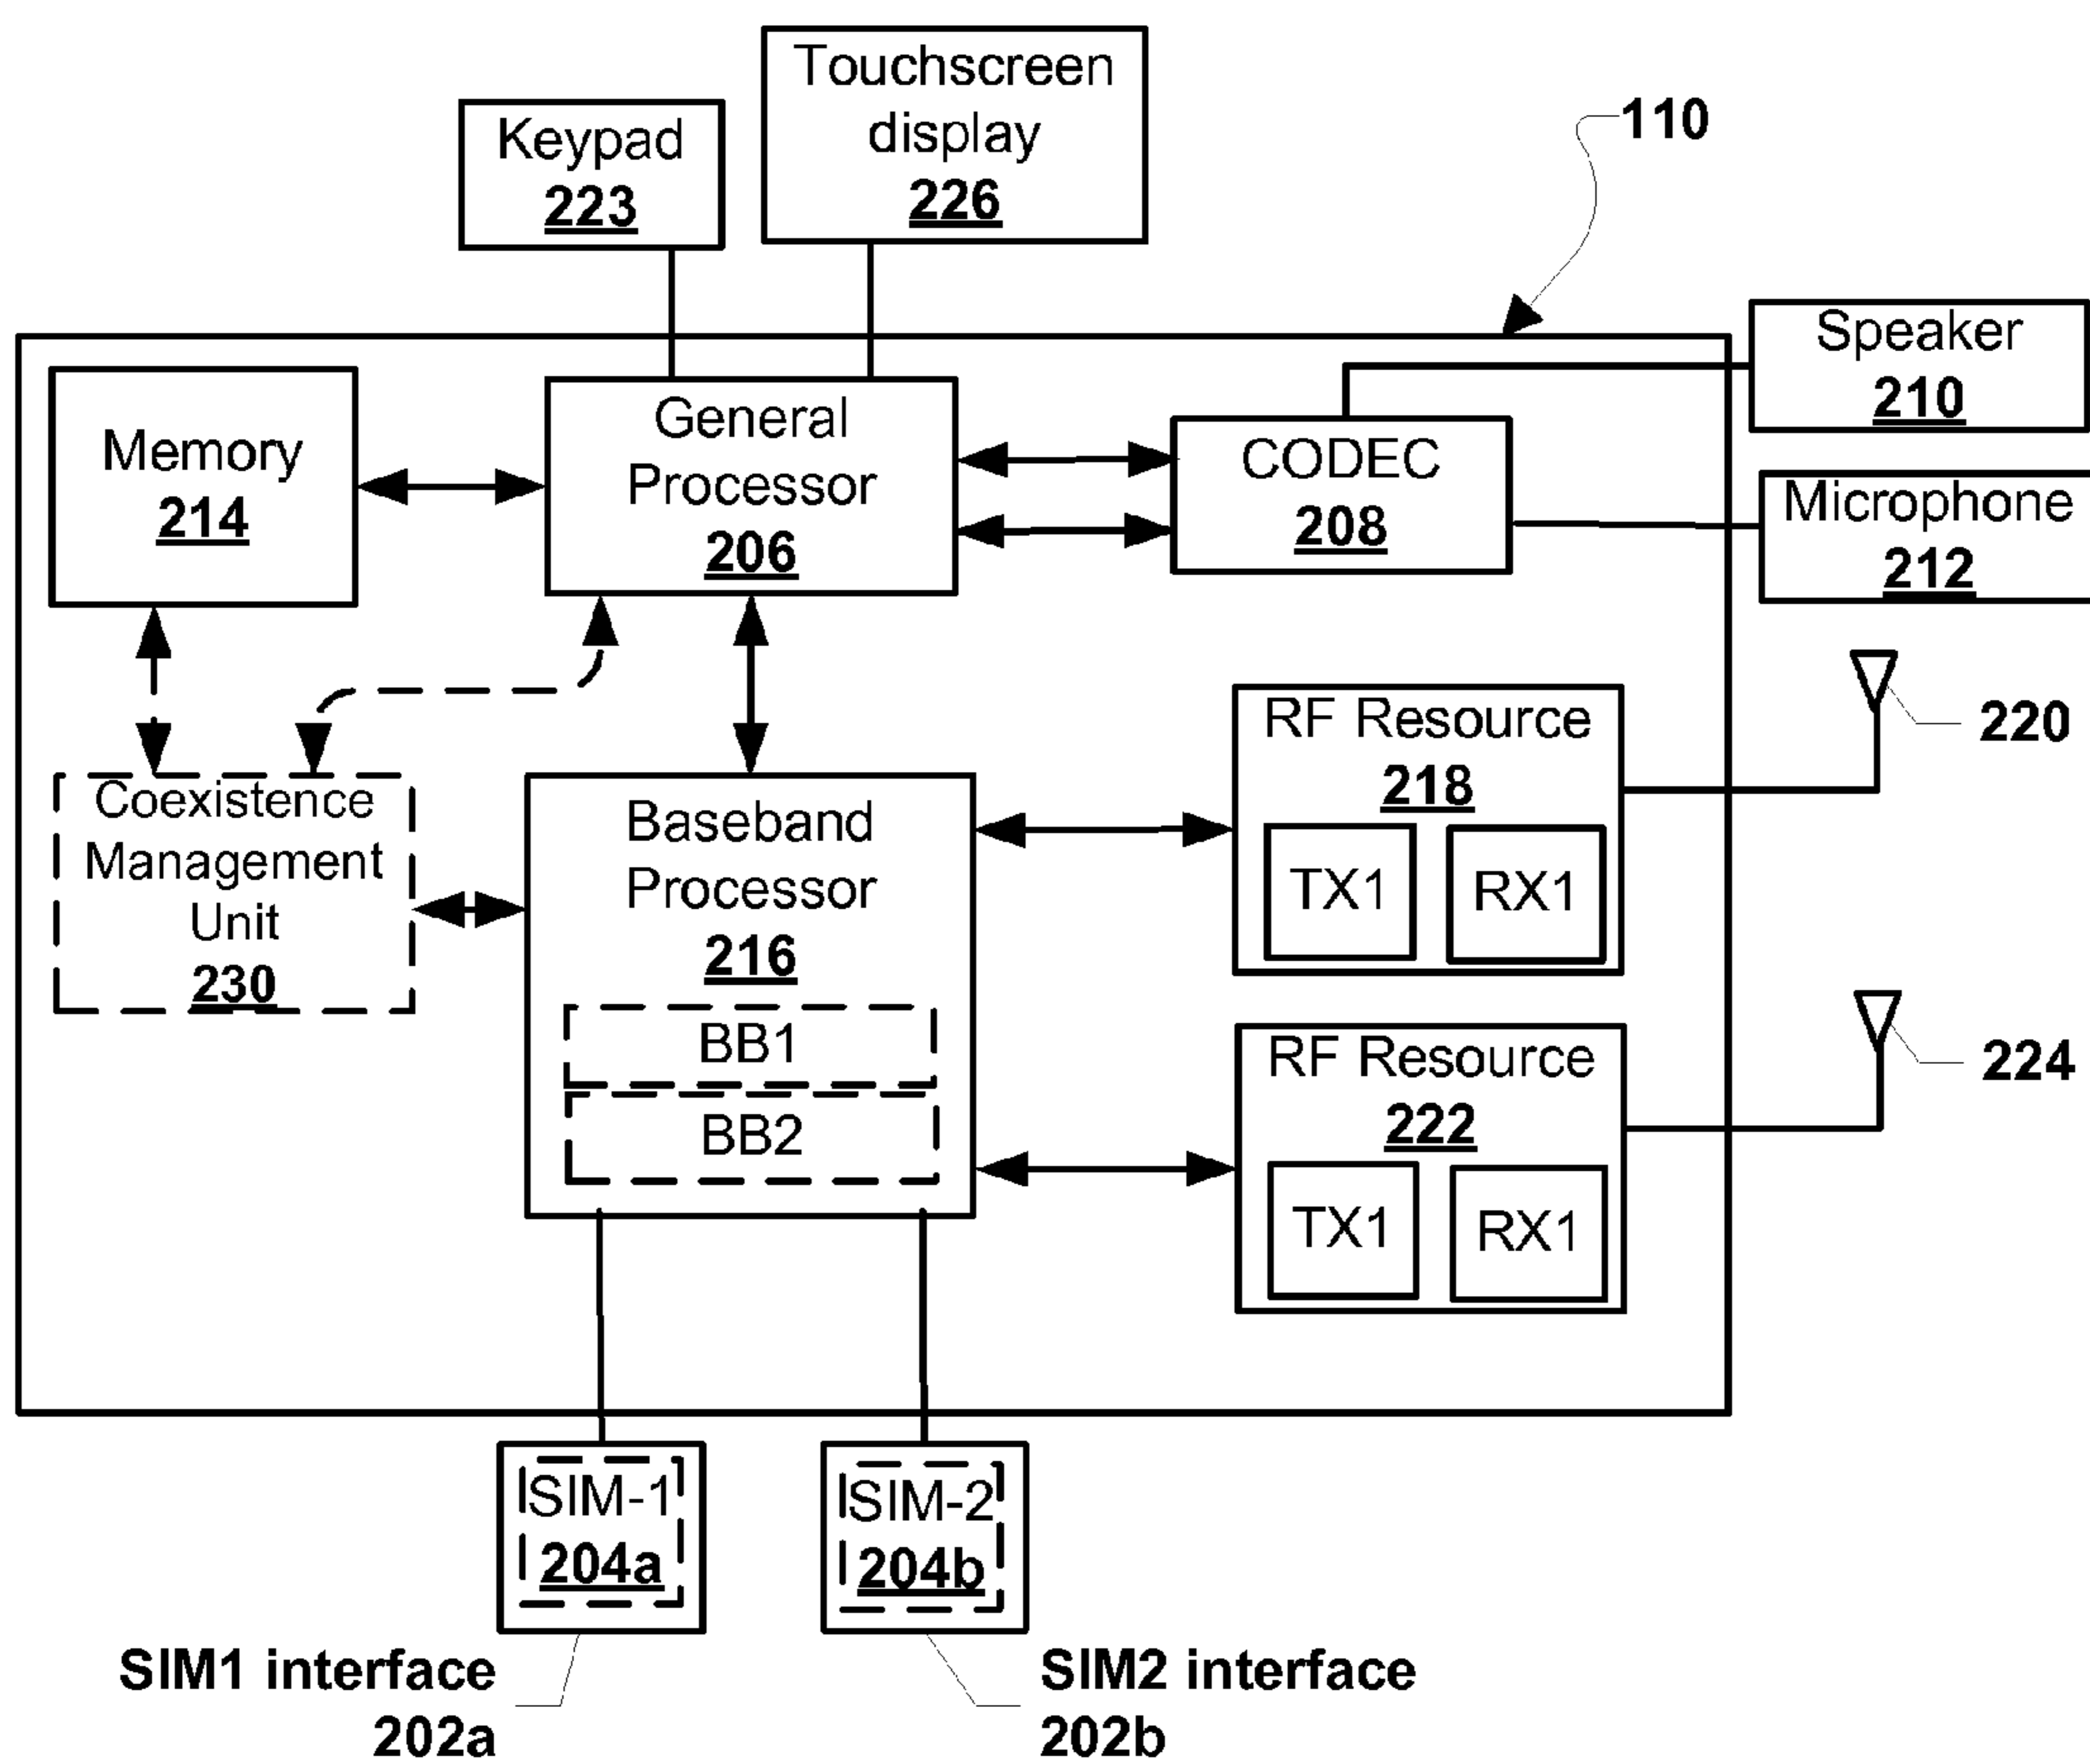 Touchscreen
display
226
Keypad
223
110
Speaker
210
Memory
214
General
Processor
206
CODEC
208
Microphone
212
RF Resource
218
TX1
RX1
220
Coexistence
Management
Unit
230
Baseband
Processor
216
BB1
BB2
RF Resource
222
TX1
RX1
224
SIM-1
204a
SIM-2
204b
SIM1 interface
202a
SIM2 interface
202b